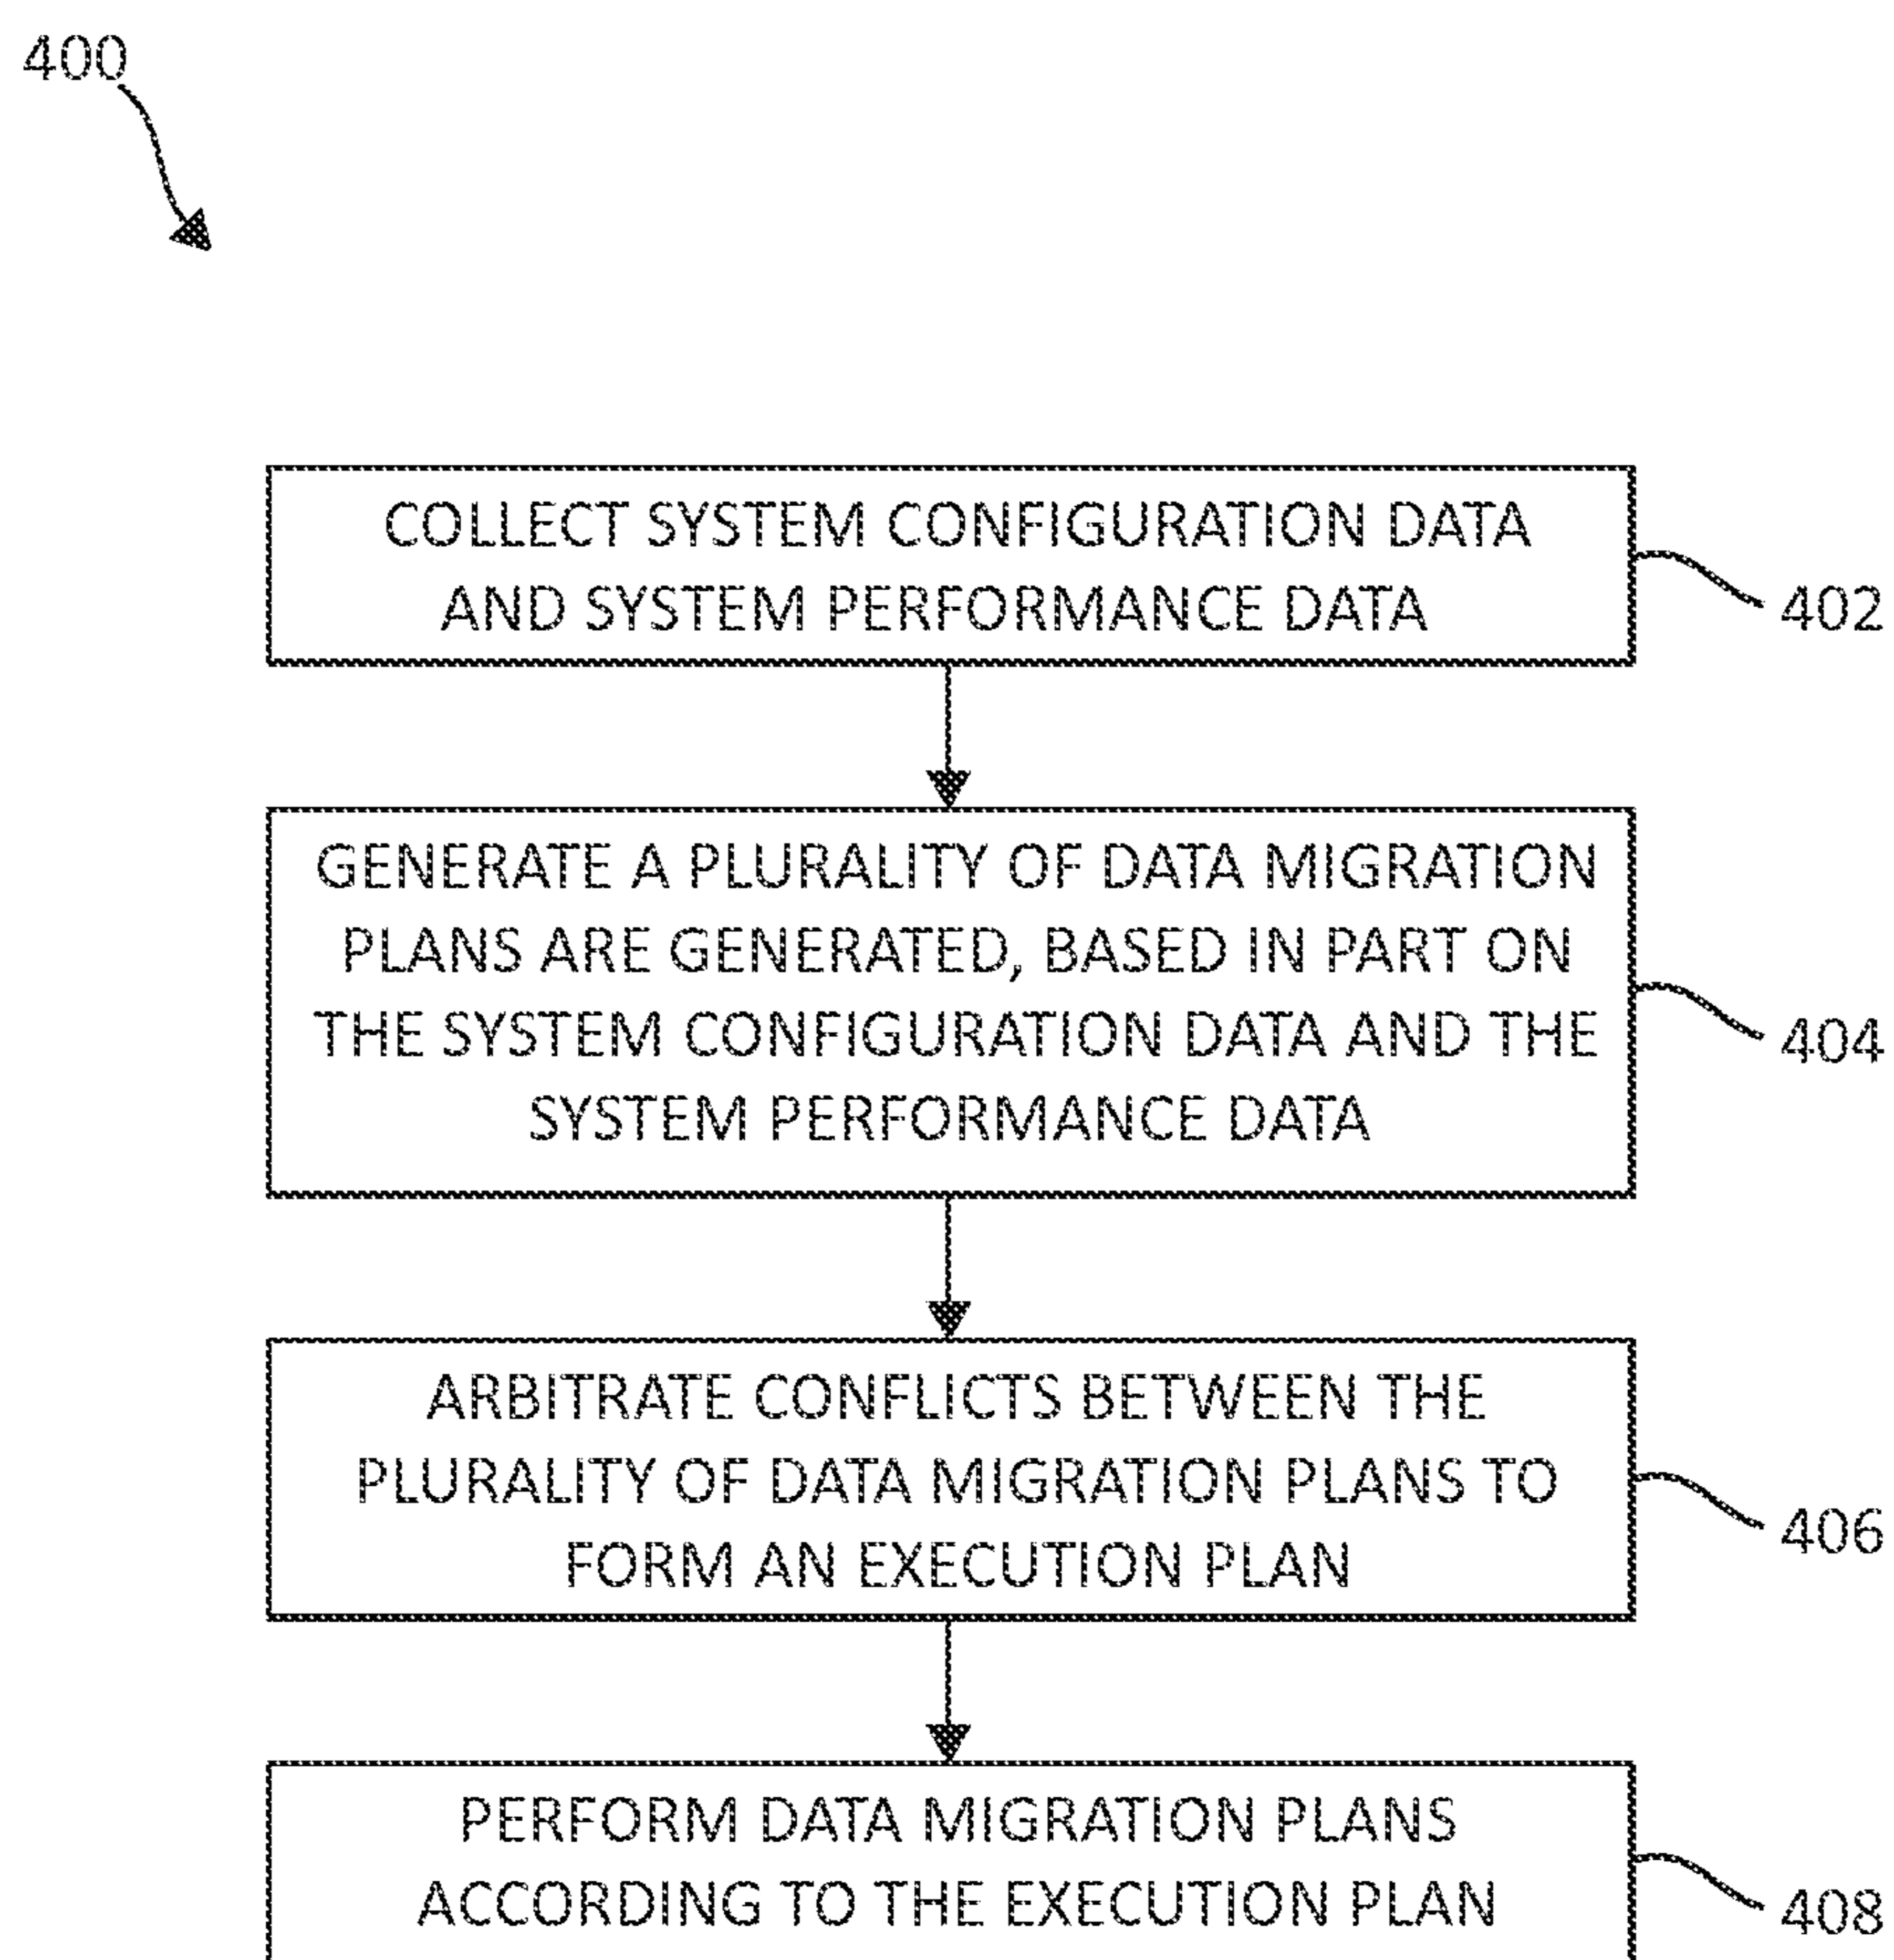 400
COLLECT SYSTEM CONFIGURATION DATA
AND SYSTEM PERFORMANCE DATA
402
GENERATE A PLURALITY OF DATA MIGRATION
PLANS ARE GENERATED, BASED IN PART ON
THE SYSTEM CONFIGURATION DATA AND THE
SYSTEM PERFORMANCE DATA
404
ARBITRATE CONFLICTS BETWEEN THE
PLURALITY OF DATA MIGRATION PLANS TO
FORM AN EXECUTION PLAN
406
PERFORM DATA MIGRATION PLANS
ACCORDING TO THE EXECUTION PLAN
408